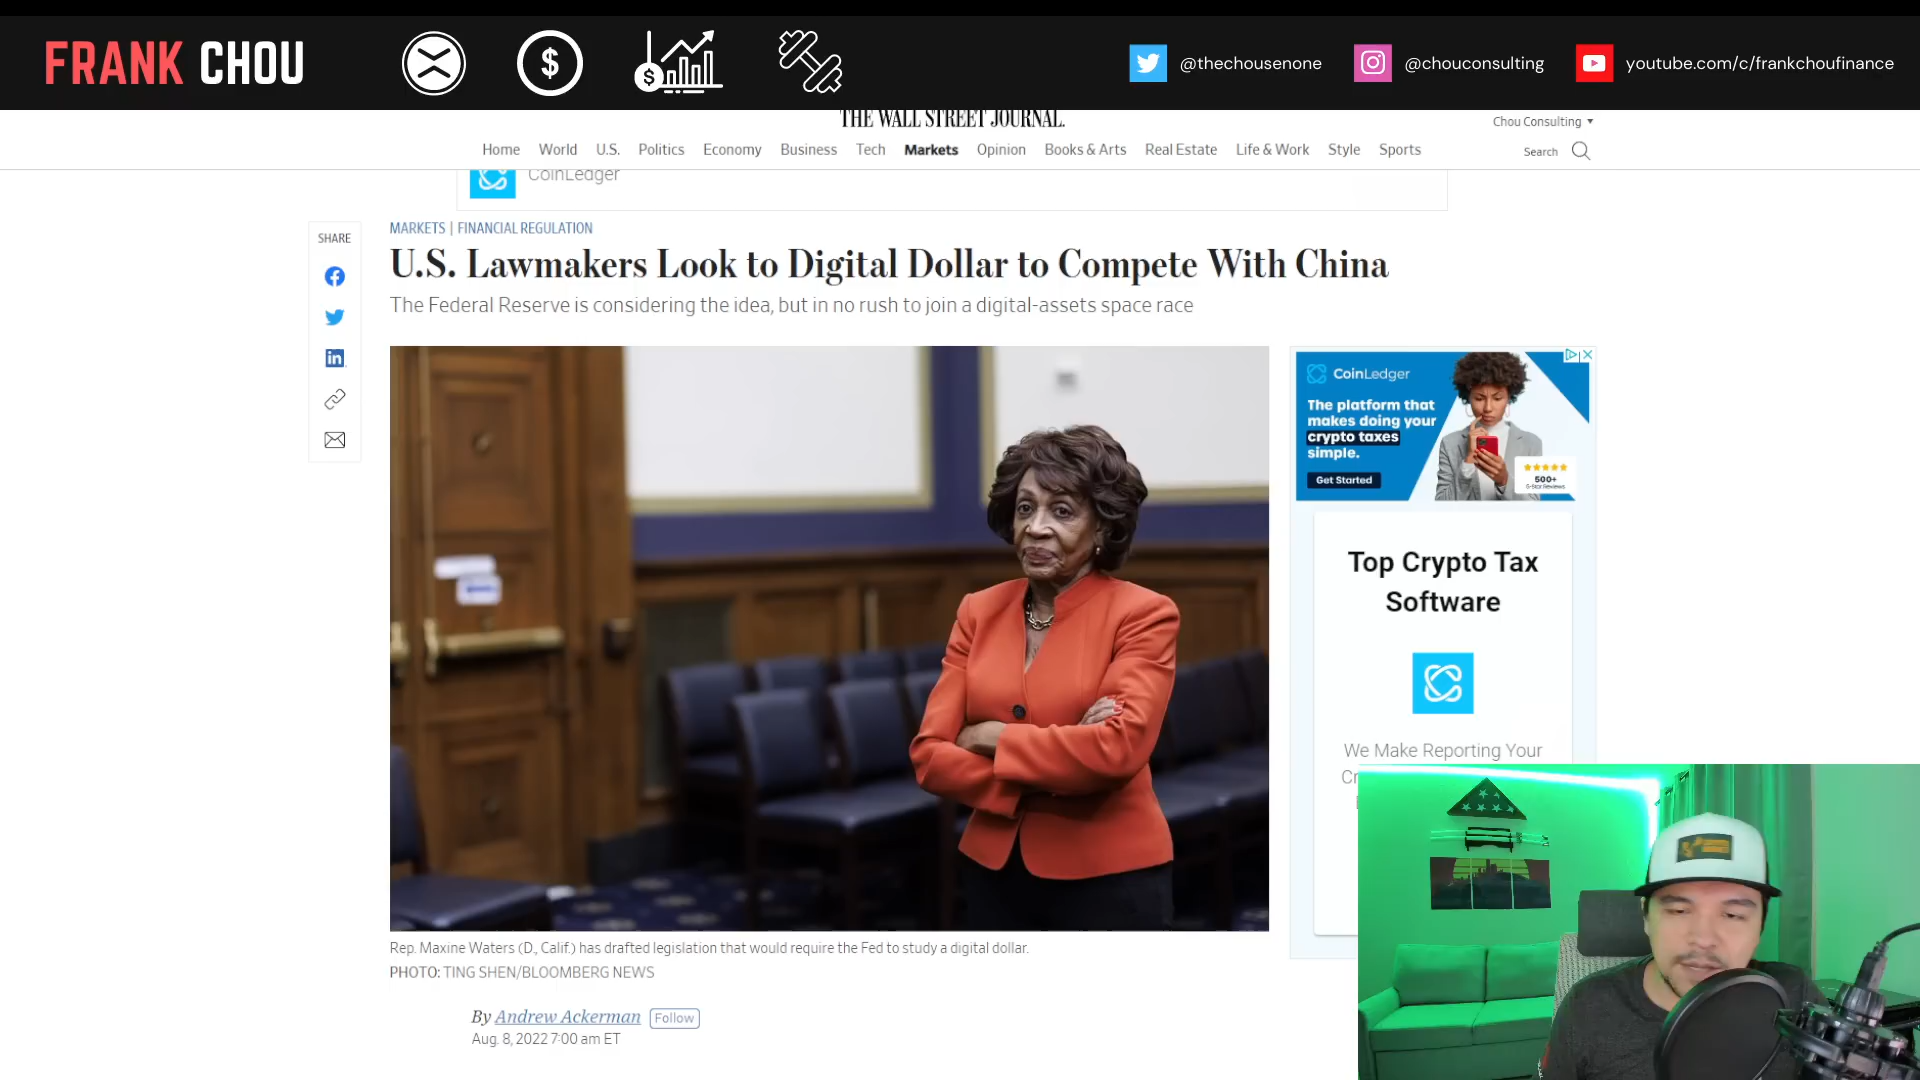 FRANK CHOU
$
$
@thechousenone
@chouconsulting
youtube.com/c/frankchoufinance
THE WALL STREET JOURNAL.
Chou Consulting
Home World U.S. Politics Economy Business Tech Markets Opinion Books & Arts Real Estate Life & Work Style Sports
Search
CoinLedger
SHARE
MARKETS | FINANCIAL REGULATION
U.S. Lawmakers Look to Digital Dollar to Compete With China
The Federal Reserve is considering the idea, but in no rush to join a digital-assets space race
in
CoinLedger
The platform that
makes doing your
crypto taxes
simple.
Get Started
500+
5-Star Reviews
Top Crypto Tax
Software
We Make Reporting Your
Rep. Maxine Waters (D., Calif.) has drafted legislation that would require the Fed to study a digital dollar.
PHOTO: TING SHEN/BLOOMBERG NEWS
By Andrew Ackerman Follow
Aug. 8, 2022 7:00 am ET